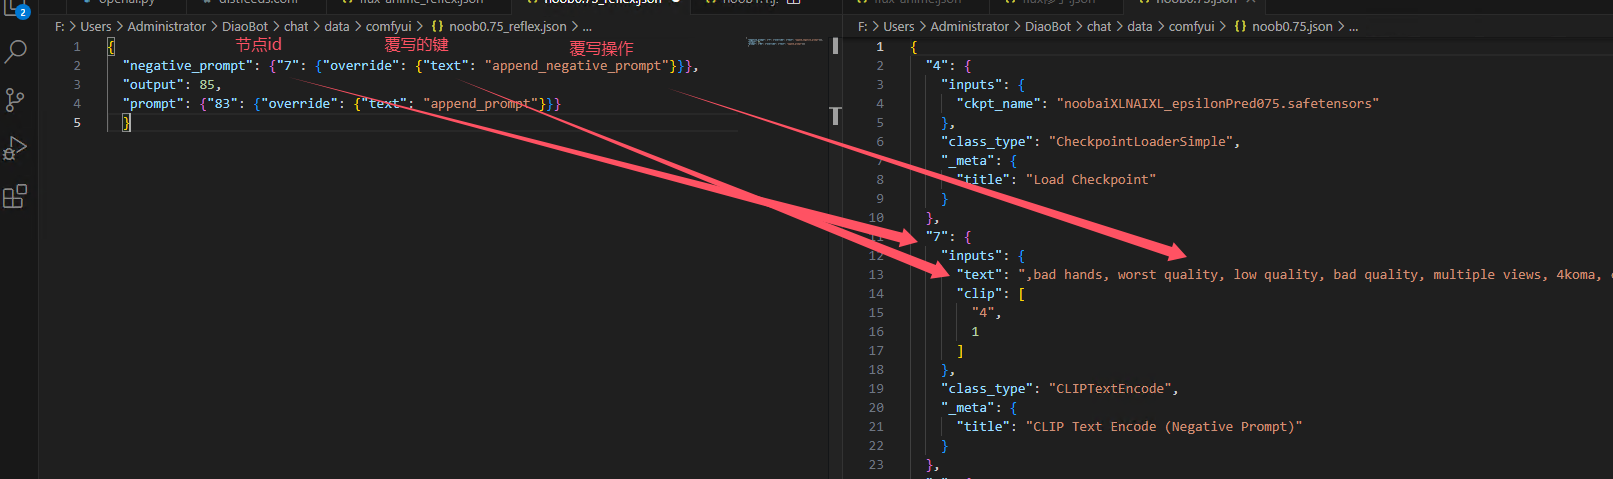 openai.py
distlceds.com
flux-anime_reflex.json
noob0.75_reflex.json
noob1.1.j
flux-anime.json
noob0.75.json
2
F: > Users > Administrator > DiaoBot > chat > data > comfyui > {} noob0.75_reflex.json > ...
节点id 覆写的键 覆写操作
1 {
2 "negative_prompt": {"7": {"override": {"text": "append_negative_prompt"}}},
3 "output": 85,
4 "prompt": {"83": {"override": {"text": "append_prompt"}}}
5 }
F: > Users > Administrator > DiaoBot > chat > data > comfyui > {} noob0.75.json > ...
1 {
2 "4": {
3 "inputs": {
4 "ckpt_name": "noobaiXLNAIXL_epsilonPred075.safetensors"
5 },
6 "class_type": "CheckpointLoaderSimple",
7 "_meta": {
8 "title": "Load Checkpoint"
9 }
10 },
11 "7": {
12 "inputs": {
13 "text": ",bad hands, worst quality, low quality, bad quality, multiple views, 4koma,
14 "clip": [
15 "4",
16 1
17 ]
18 },
19 "class_type": "CLIPTextEncode",
20 "_meta": {
21 "title": "CLIP Text Encode (Negative Prompt)"
22 }
23 },